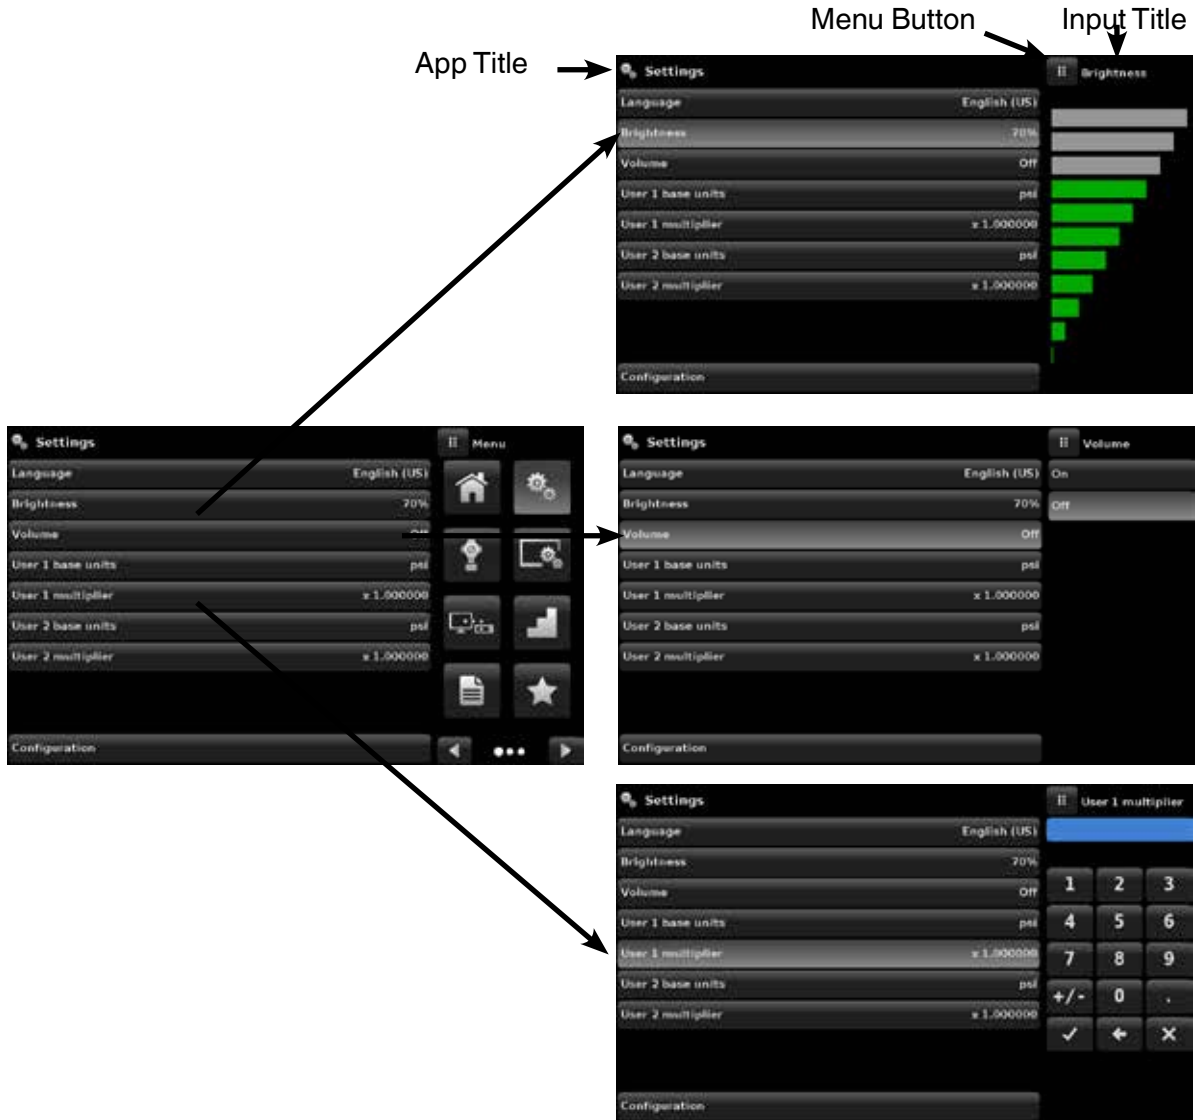 Menu Button
Input Title
App Title
Settings
Brightness
Language English (US)
Brightness 70%
Volume Off
User 1 base units psi
User 1 multiplier x 1.000000
User 2 base units psi
User 2 multiplier x 1.000000
Configuration
Settings
Menu
Language English (US)
Brightness 70%
Volume Off
User 1 base units psi
User 1 multiplier x 1.000000
User 2 base units psi
User 2 multiplier x 1.000000
Configuration
Settings
Volume
Language English (US)
On
Brightness 70%
Off
Volume Off
User 1 base units psi
User 1 multiplier x 1.000000
User 2 base units psi
User 2 multiplier x 1.000000
Configuration
Settings
User 1 multiplier
Language English (US)
Brightness 70%
Volume Off
User 1 base units psi
User 1 multiplier x 1.000000
User 2 base units psi
User 2 multiplier x 1.000000
Configuration
1 2 3
4 5 6
7 8 9
+/- 0 .